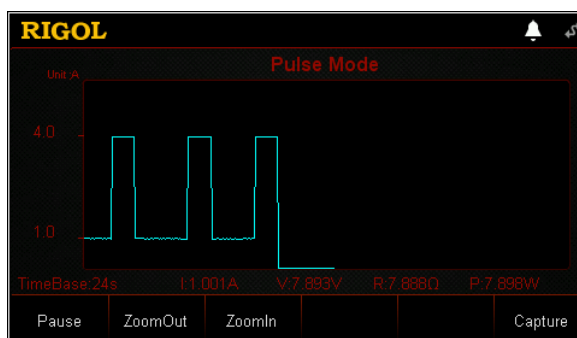 RIGOL
Pulse Mode
Unit:A
4.0
1.0
TimeBase:24s I:1.001A V:7.893V R:7.888Ω P:7.898W
Pause ZoomOut ZoomIn Capture